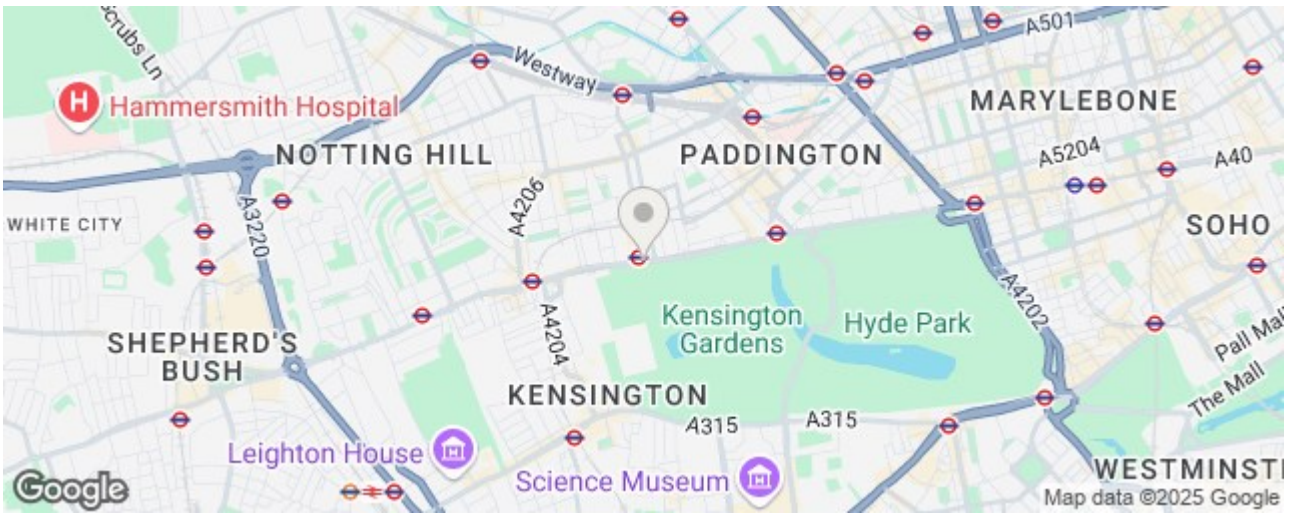 Scrubs Ln
A501
Westway
H
Hammersmith Hospital
MARYLEBONE
NOTTING HILL
PADDINGTON
A5204
A40
A4206
A3220
WHITE CITY
SOHO
A4202
Kensington
Gardens
Hyde Park
A4204
SHEPHERD'S
BUSH
Pall Mall
The Mall
KENSINGTON
A315
A315
Leighton House
Science Museum
WESTMINST
Google
Map data ©2025 Google